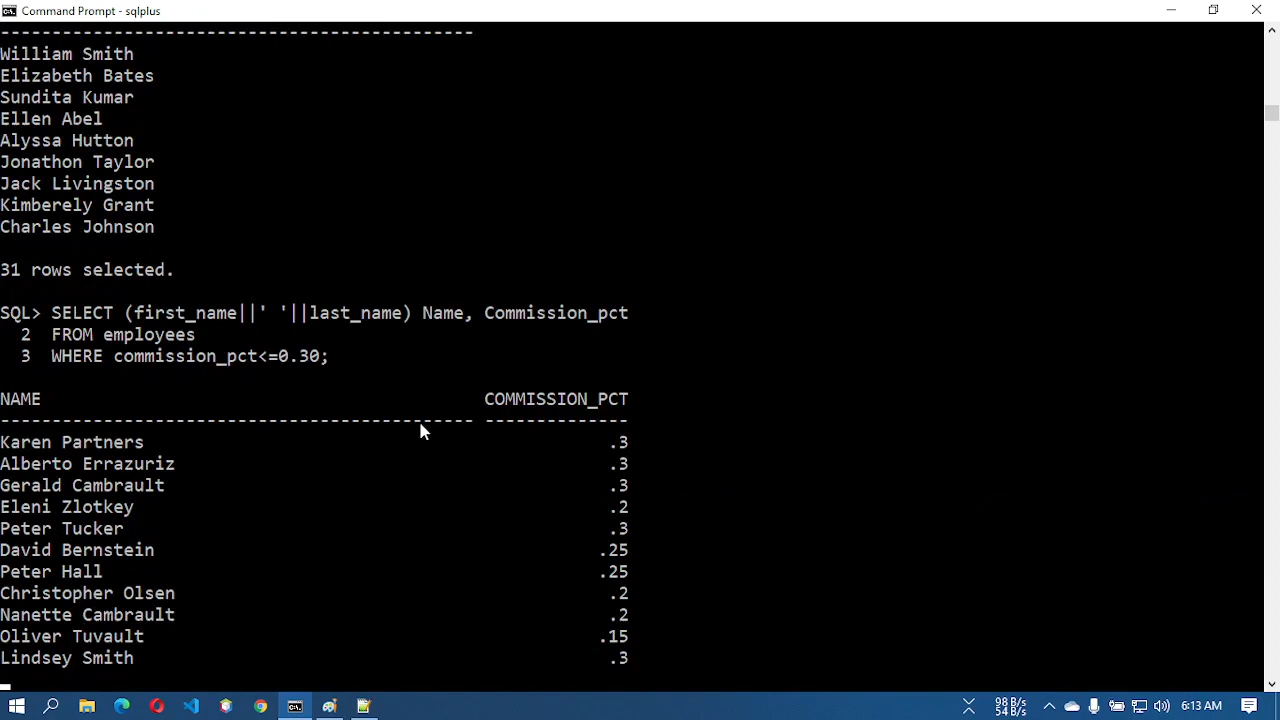 Command Prompt - sqlplus
---------------------------------------------- 
William Smith
Elizabeth Bates
Sundita Kumar
Ellen Abel
Alyssa Hutton
Jonathon Taylor
Jack Livingston
Kimberely Grant
Charles Johnson
31 rows selected.
SQL> SELECT (first_name||' '||last_name) Name, Commission_pct
2 FROM employees
3 WHERE commission_pct<=0.30;
NAME COMMISSION_PCT
---------------------------------------------- --------------
Karen Partners .3
Alberto Errazuriz .3
Gerald Cambrault .3
Eleni Zlotkey .2
Peter Tucker .3
David Bernstein .25
Peter Hall .25
Christopher Olsen .2
Nanette Cambrault .2
Oliver Tuvault .15
Lindsey Smith .3
98 B/s
54 B/s
6:13 AM